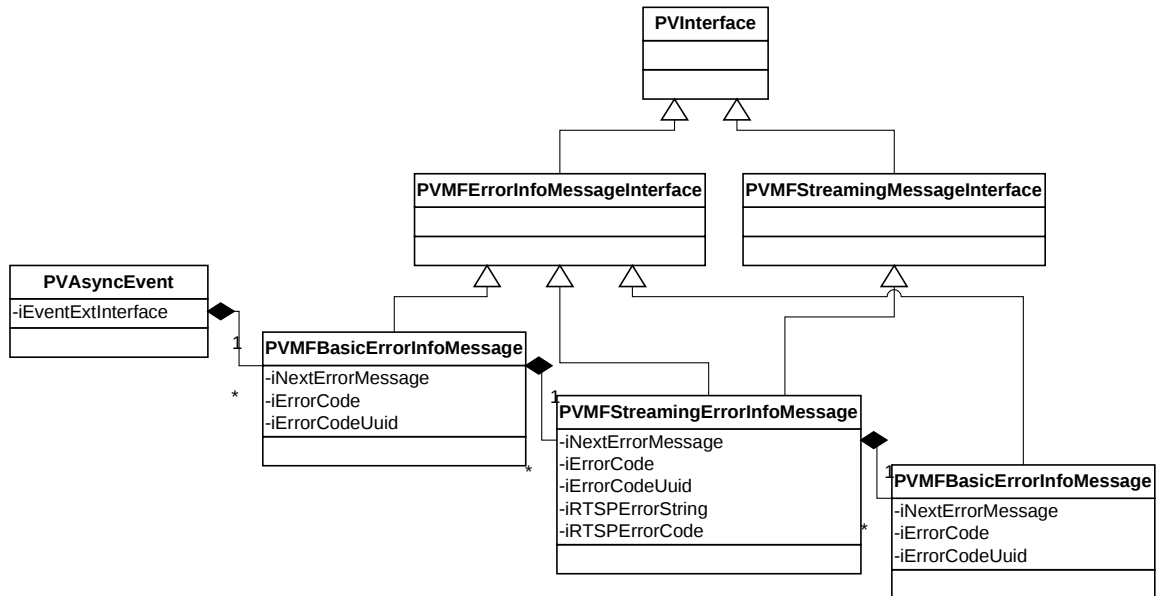 PVInterface
PVMFErrorInfoMessageInterface
PVMFStreamingMessageInterface
PVAsyncEvent
-iEventExtInterface
1
*
PVMFBasicErrorInfoMessage
-iNextErrorMessage
-iErrorCode
-iErrorCodeUuid
1
*
PVMFStreamingErrorInfoMessage
-iNextErrorMessage
-iErrorCode
-iErrorCodeUuid
-iRTSPErrorString
-iRTSPErrorCode
1
*
PVMFBasicErrorInfoMessage
-iNextErrorMessage
-iErrorCode
-iErrorCodeUuid